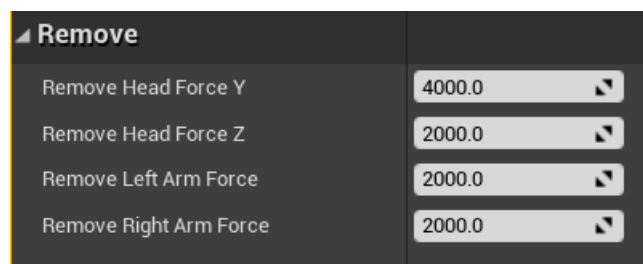 Remove
Remove Head Force Y 4000.0
Remove Head Force Z 2000.0
Remove Left Arm Force 2000.0
Remove Right Arm Force 2000.0